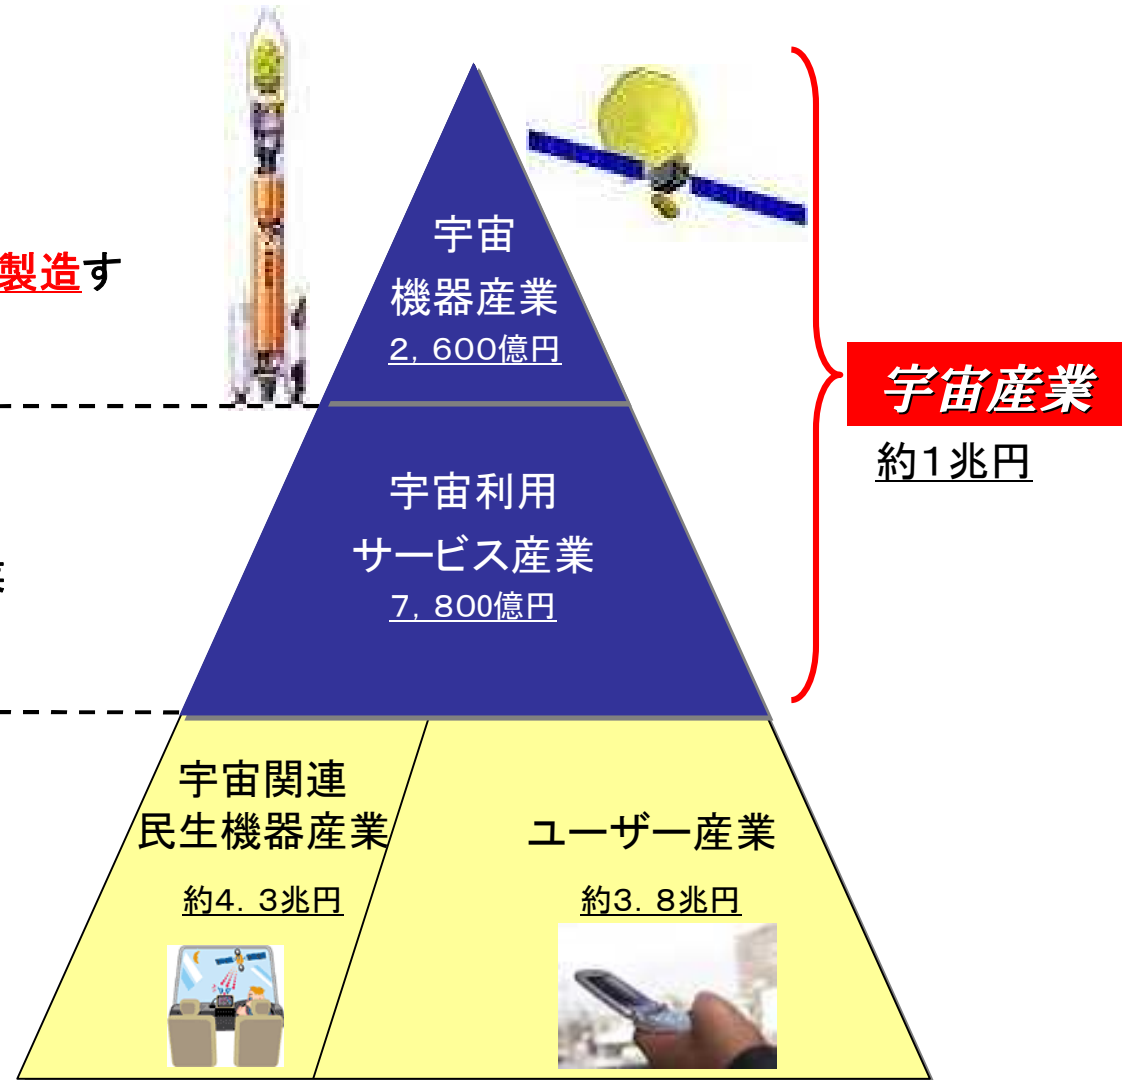 宇宙
機器産業
２，６００億円
製造す
宇宙産業
約１兆円
宇宙利用
サービス産業
７，８００億円
宇宙関連
民生機器産業
約４．３兆円
ユーザー産業
約３．８兆円